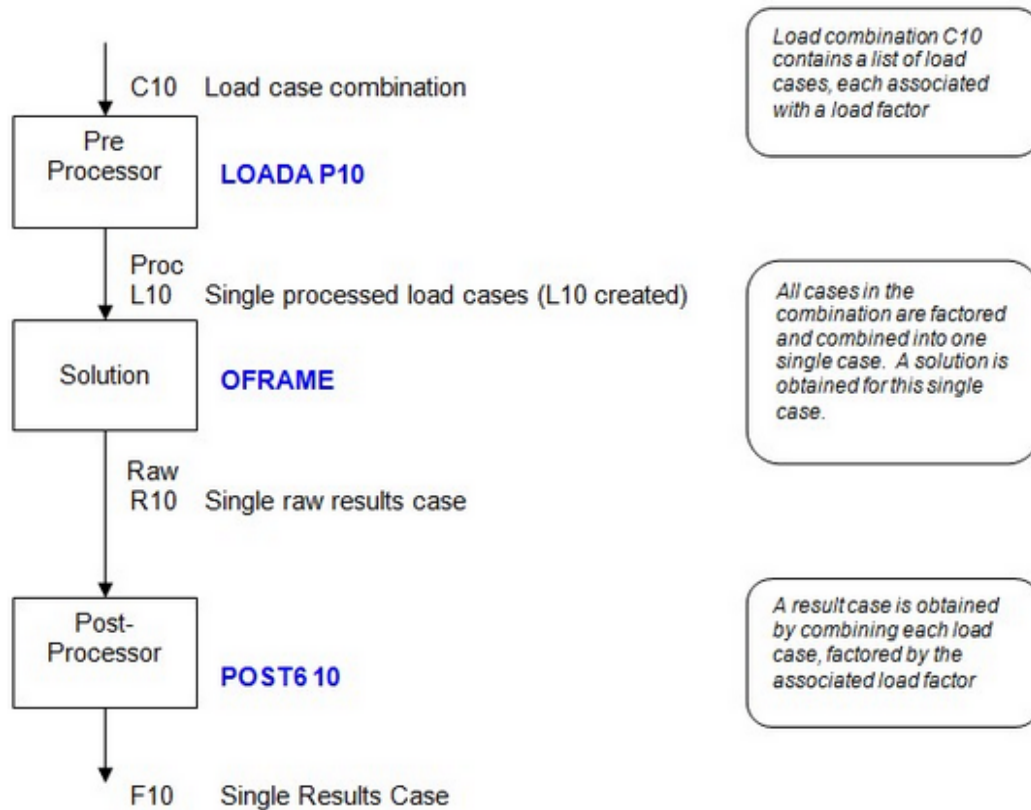 C10 Load case combination
Load combination C10
contains a list of load
cases, each associated
with a load factor
Pre
Processor
LOADA P10
Proc
L10 Single processed load cases (L10 created)
All cases in the
combination are factored
and combined into one
single case. A solution is
obtained for this single
case.
Solution
OFRAME
Raw
R10 Single raw results case
Post-
Processor
POST6 10
A result case is obtained
by combining each load
case, factored by the
associated load factor
F10 Single Results Case